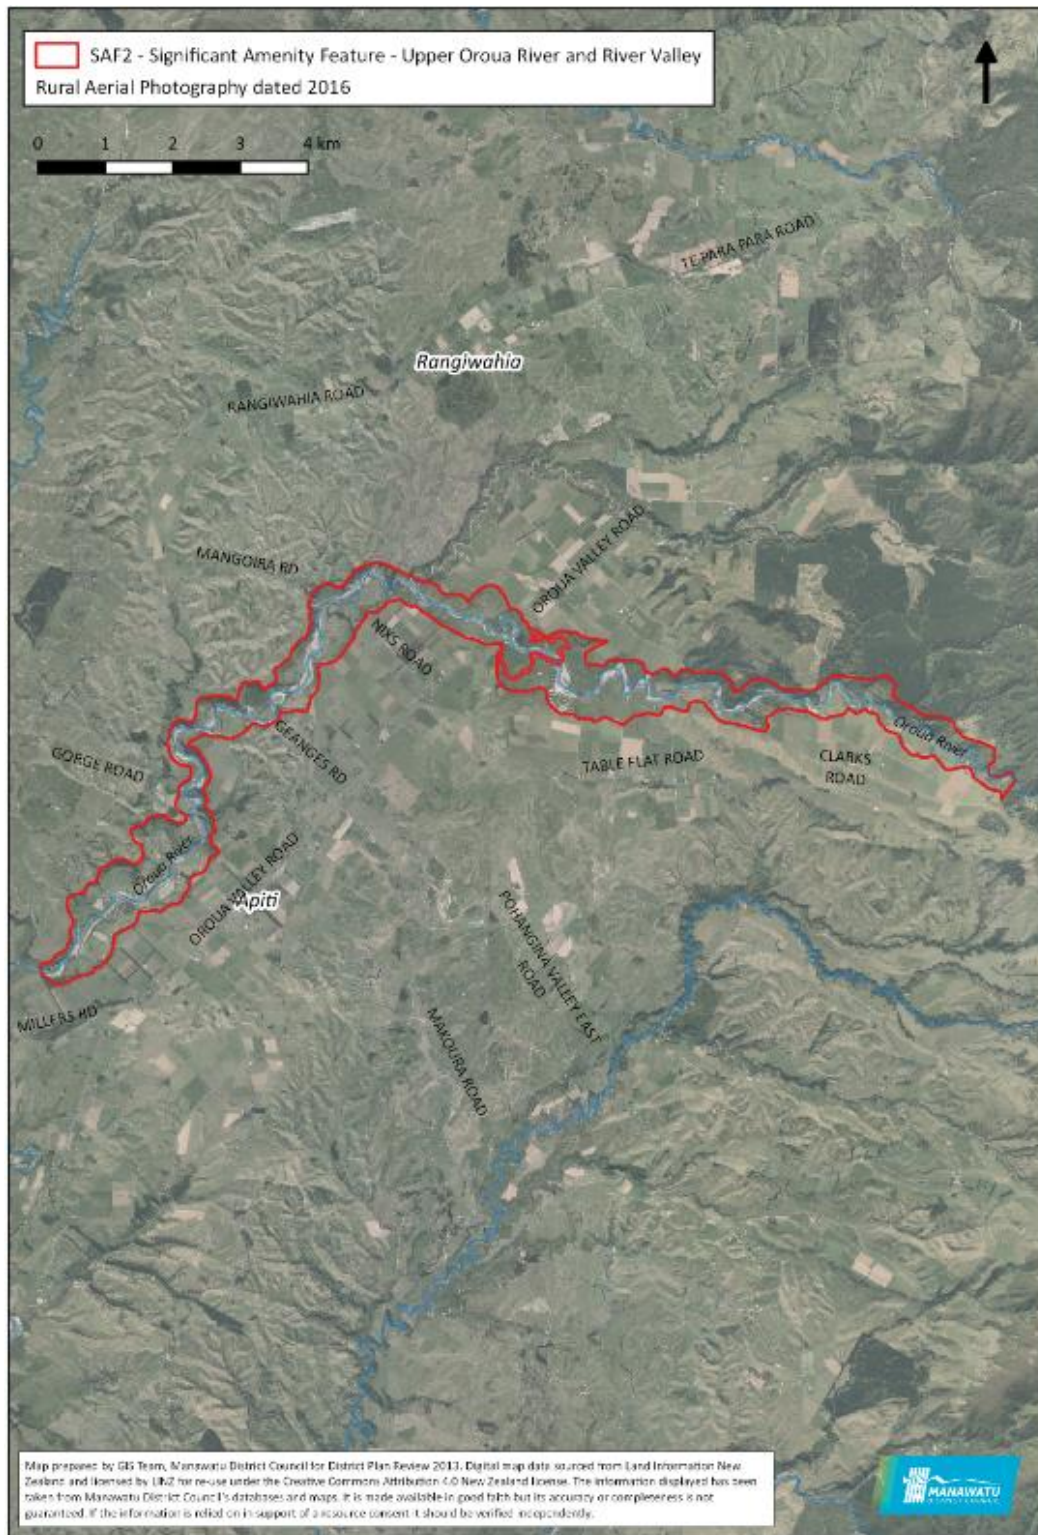 SAF2 - Significant Amenity Feature - Upper Oroua River and River Valley
Rural Aerial Photography dated 2016
0 1 2 3 4 km
TE PARA PARA ROAD
Rangiwahia
RANGIWAHIA ROAD
OROUA VALLEY ROAD
MANGOIRA RD
NIXS ROAD
Oroua River
GEANGES RD
GORGE ROAD
TABLE FLAT ROAD
CLARKS
ROAD
Oroua River
OROUA VALLEY ROAD
Apiti
POHANGINA VALLEY EAST
ROAD
MILLERS RD
MAKOURA ROAD
Map prepared by GIS Team, Manawatu District Council for District Plan Review 2013. Digital map data sourced from Land Information New
Zealand and licensed by LINZ for re-use under the Creative Commons Attribution 4.0 New Zealand license. The information displayed has been
taken from Manawatu District Council's databases and maps. It is made available in good faith but its accuracy or completeness is not
guaranteed. If the information is relied on in support of a resource consent it should be verified independently.
MANAWATU
DISTRICT COUNCIL